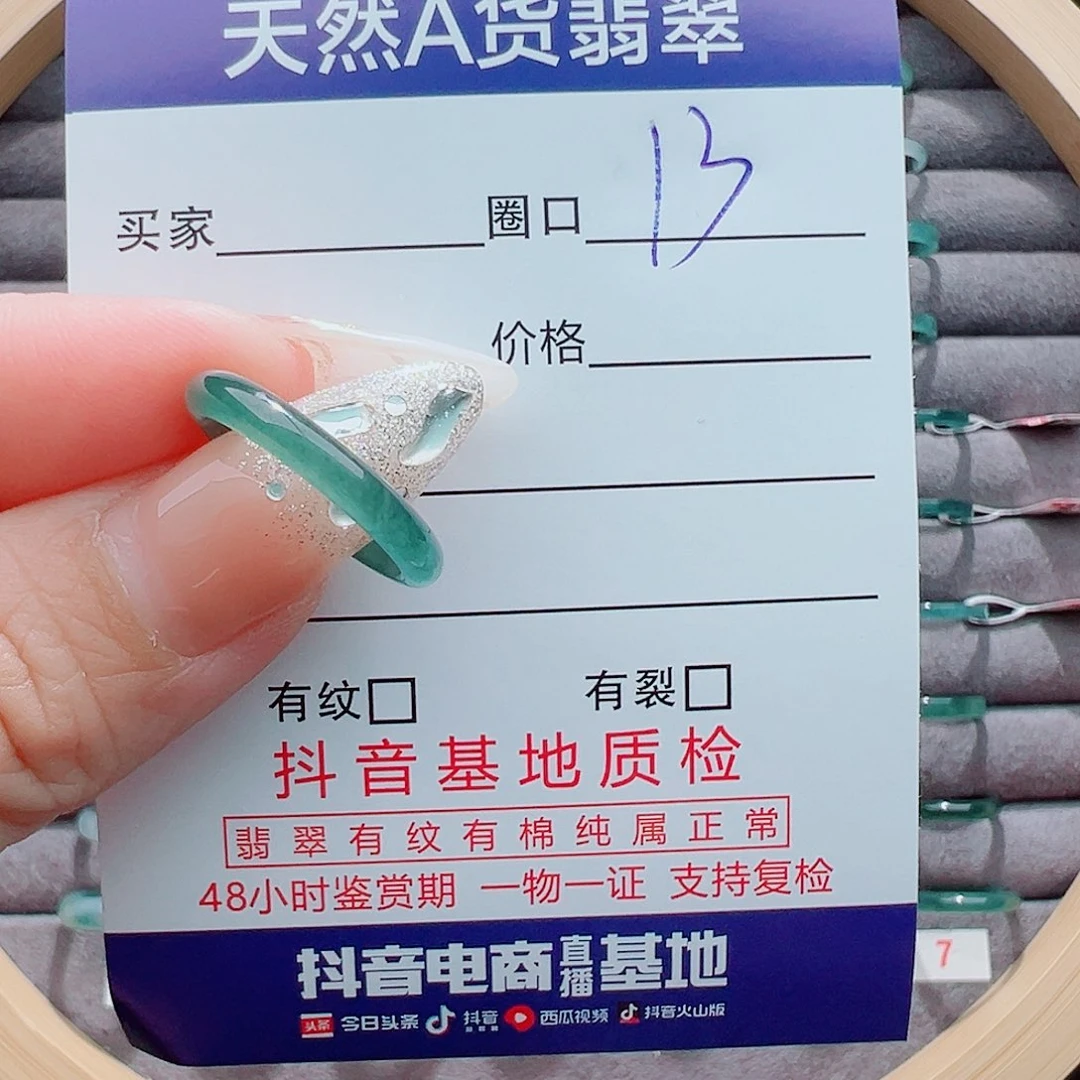 天然A货翡翠
买家 圈口 13
价格
有纹 有裂
抖音基地质检
翡翠有纹有棉纯属正常
48小时鉴赏期 一物一证 支持复检
抖音电商直播基地
头条 今日头条 抖音 西瓜视频 抖音火山版
7